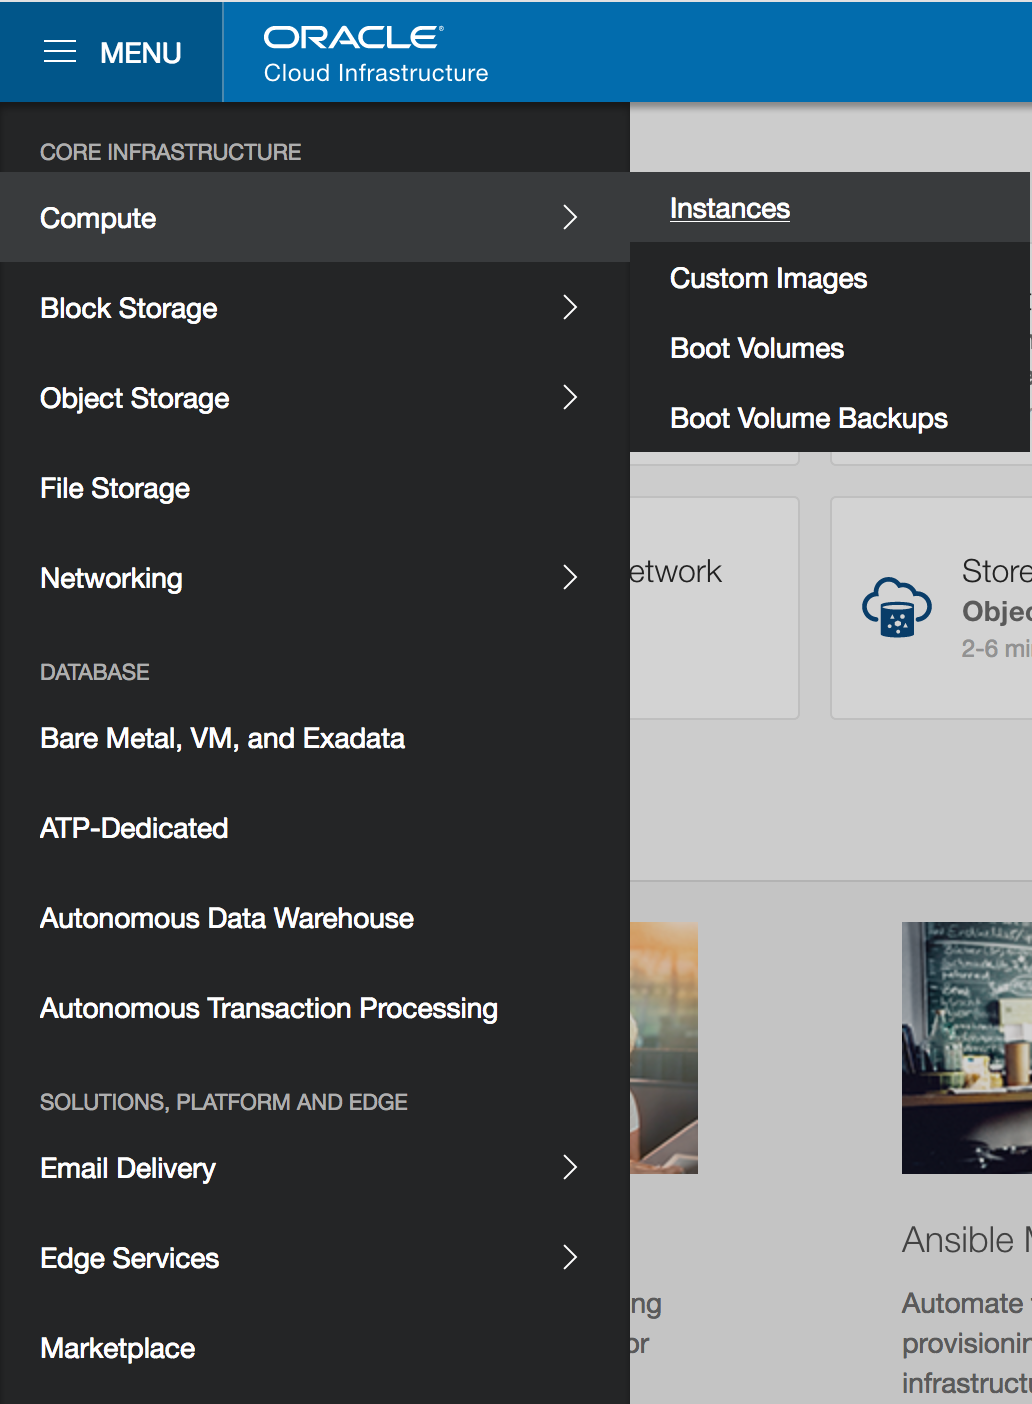 MENU
ORACLE®
Cloud Infrastructure
CORE INFRASTRUCTURE
Compute
Instances
Custom Images
Boot Volumes
Boot Volume Backups
Block Storage
Object Storage
File Storage
Networking
etwork
Store
Objec
2-6 mi
DATABASE
Bare Metal, VM, and Exadata
ATP-Dedicated
Autonomous Data Warehouse
Autonomous Transaction Processing
SOLUTIONS, PLATFORM AND EDGE
Email Delivery
Edge Services
Marketplace
ng
or
Ansible
Automate
provisionin
infrastructu